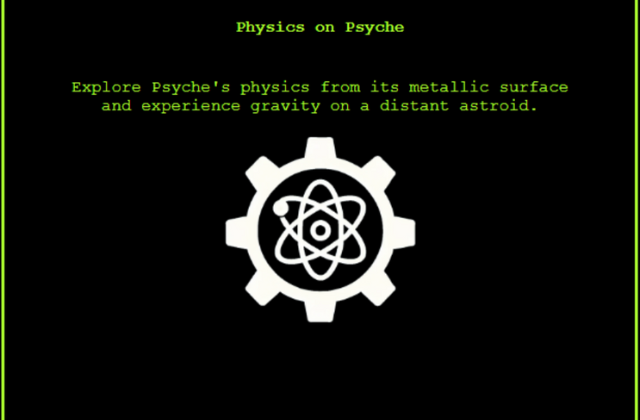 Physics on Psyche
Explore Psyche's physics from its metallic surface
and experience gravity on a distant astroid.